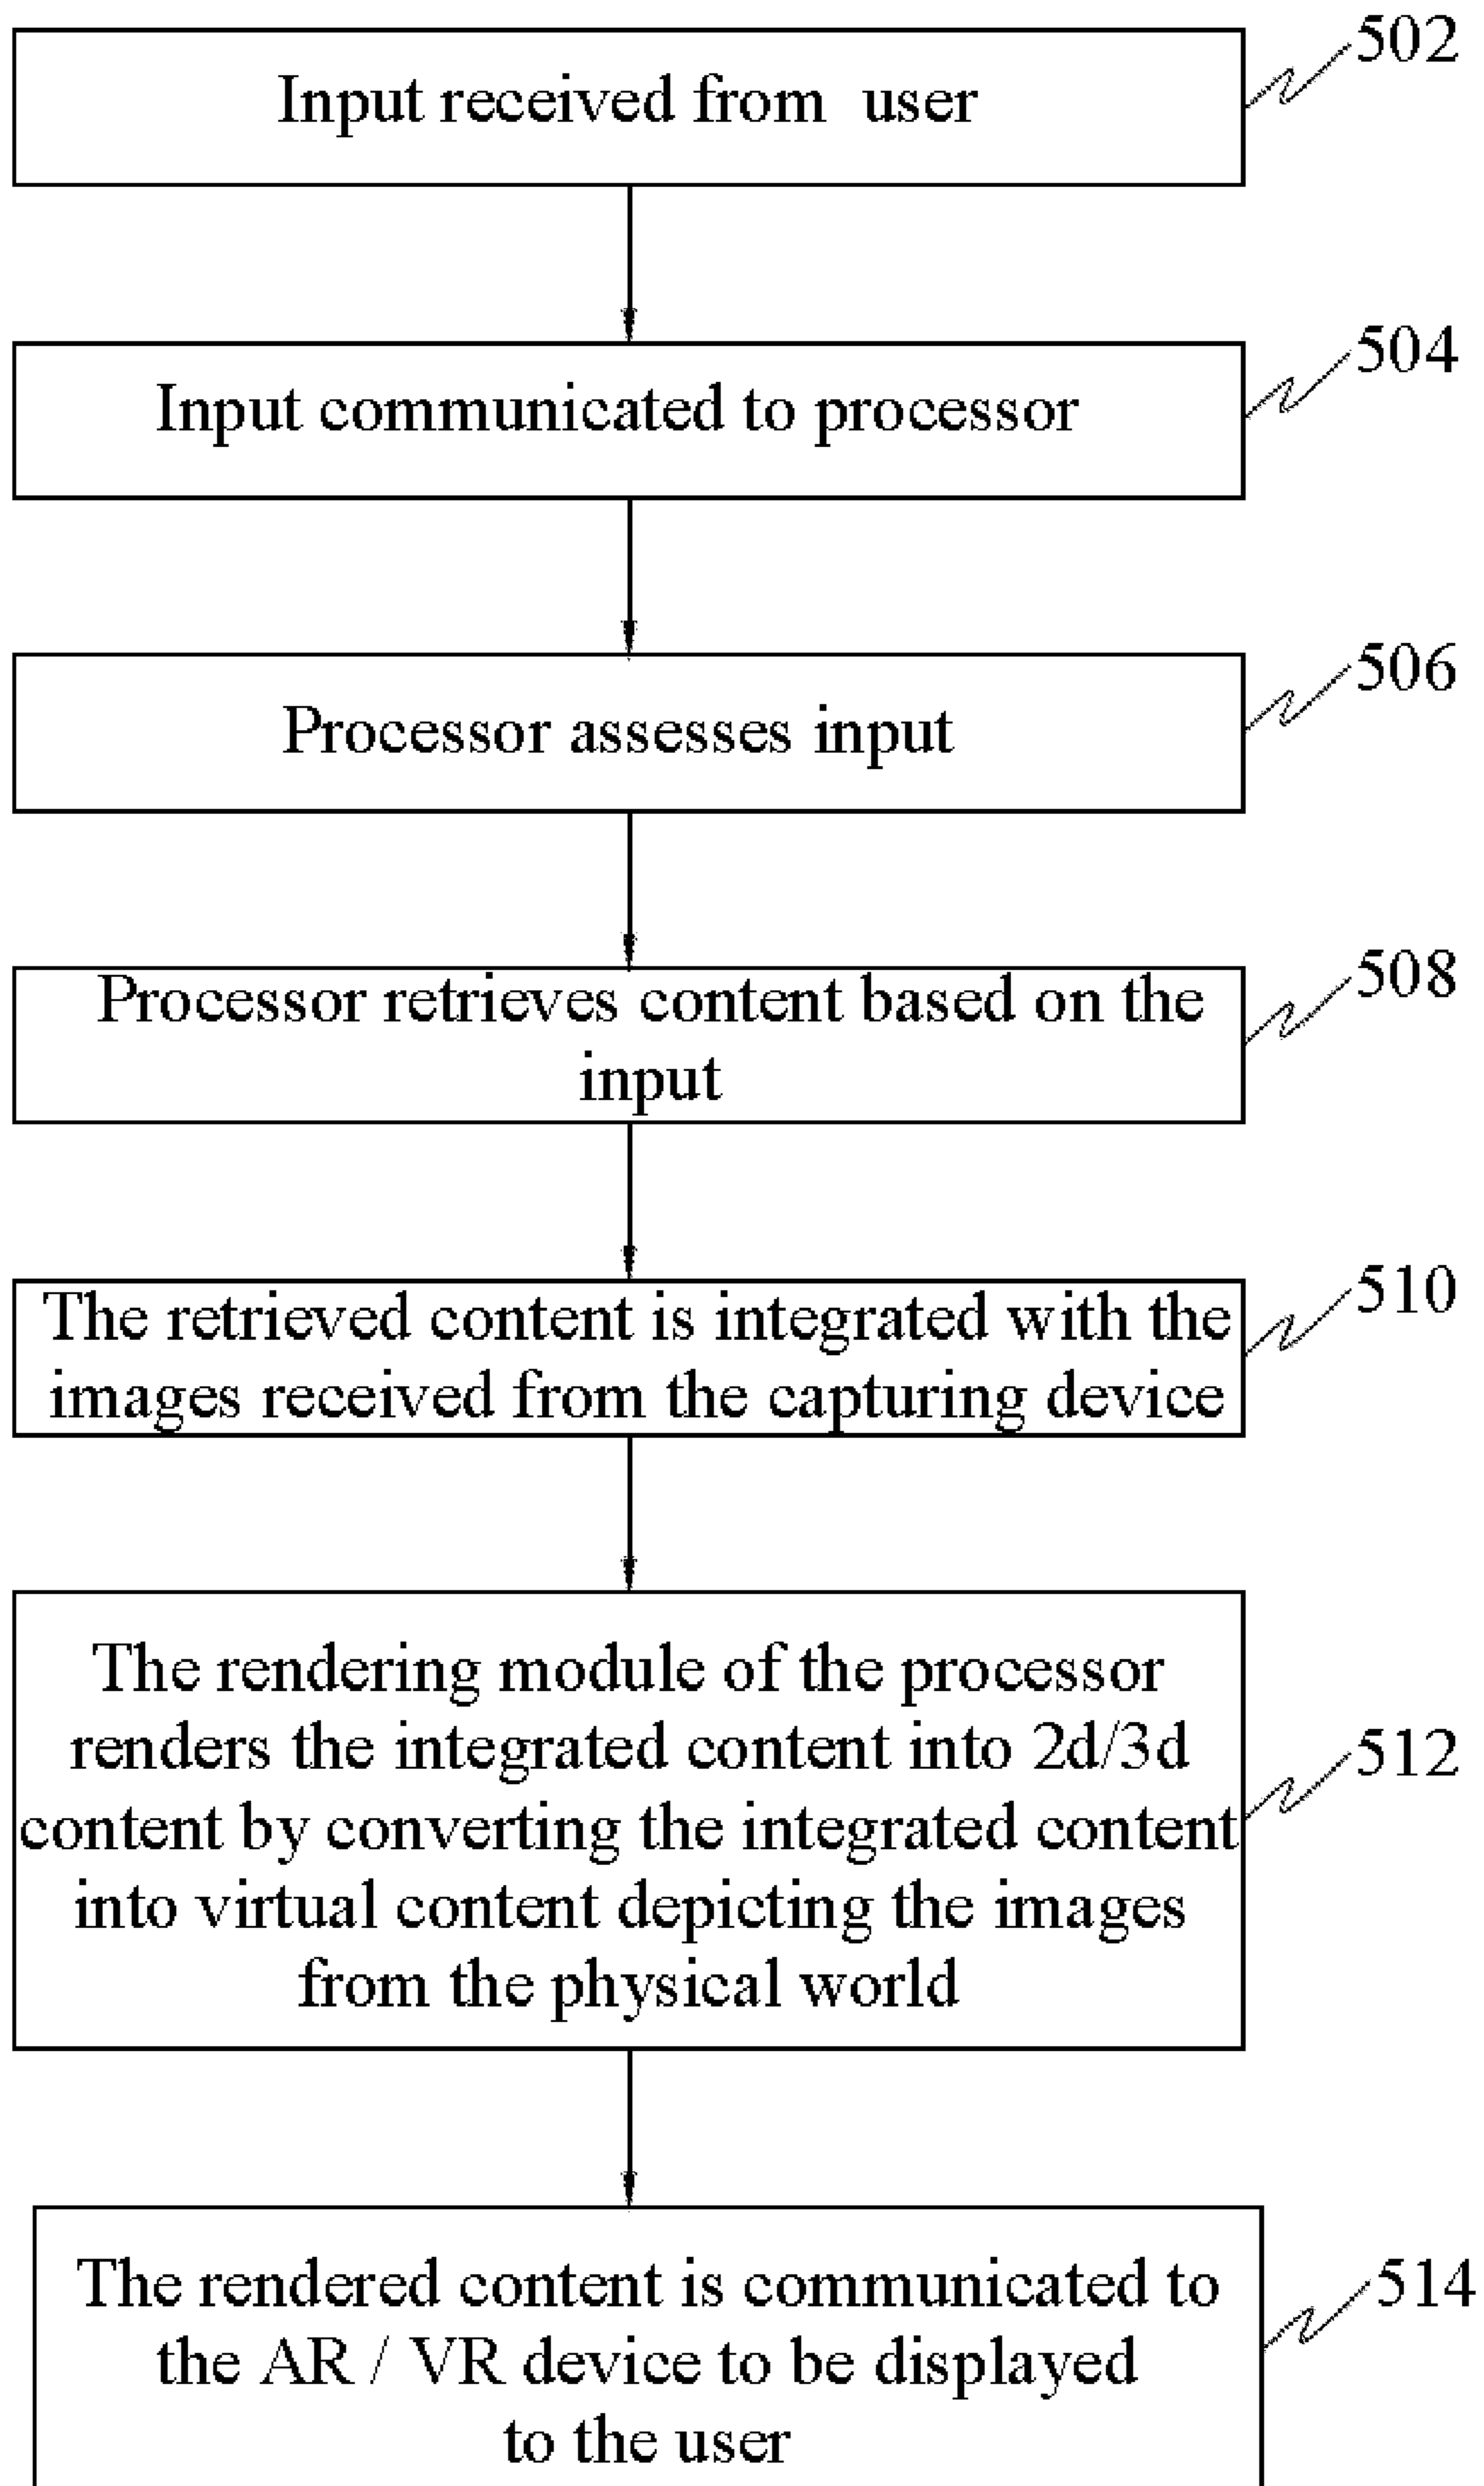 Input received from user
502
Input communicated to processor
504
Processor assesses input
506
Processor retrieves content based on the
input
508
The retrieved content is integrated with the
images received from the capturing device
510
The rendering module of the processor
renders the integrated content into 2d/3d
content by converting the integrated content
into virtual content depicting the images
from the physical world
512
The rendered content is communicated to
the AR / VR device to be displayed
to the user
514